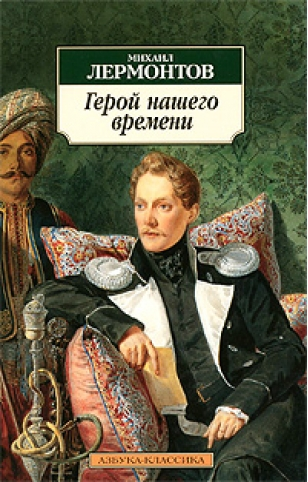 МИХАИЛ
ЛЕРМОНТОВ
Герой нашего
времени
АЗБУКА-КЛАССИКА